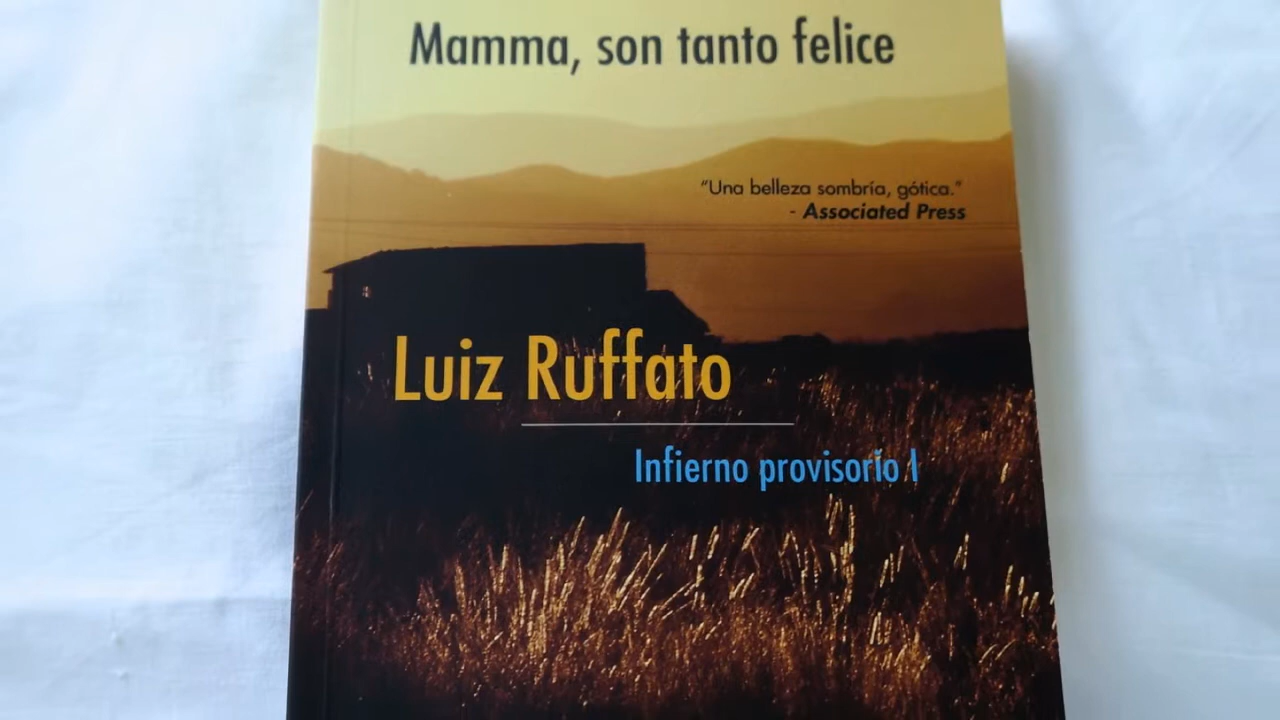 Mamma, son tanto felice
“Una belleza sombría, gótica.”
- Associated Press
Luiz Ruffato
Infierno provisorio I